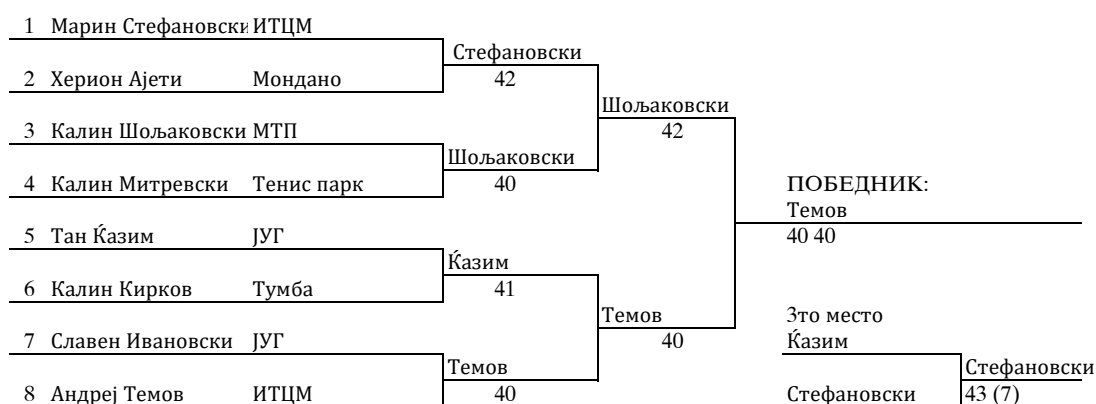 1 Марин Стефановски ИТЦМ
Стефановски
2 Херион Ајети Мондано 42
Шољаковски
3 Калин Шољаковски МТП 42
Шољаковски
4 Калин Митревски Тенис парк 40 ПОБЕДНИК:
Темов
5 Тан Ќазим ЈУГ 40 40
Ќазим
6 Калин Кирков Тумба 41
Темов 3то место
7 Славен Ивановски ЈУГ 40 Ќазим
Темов Стефановски
8 Андреј Темов ИТЦМ 40 Стефановски 43 (7)